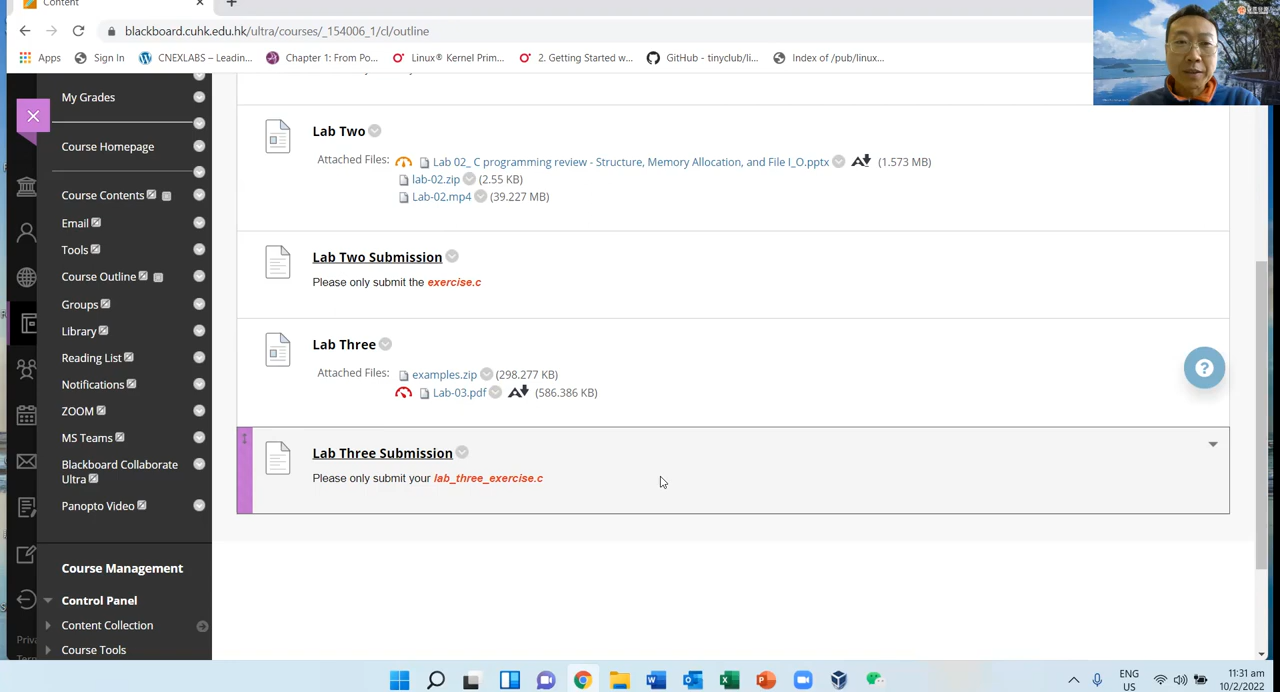 Content
blackboard.cuhk.edu.hk/ultra/courses/_154006_1/cl/outline
Apps Sign In CNEXLABS – Leadin... Chapter 1: From Po... Linux® Kernel Prim... 2. Getting Started w... GitHub - tinyclub/li... Index of /pub/linux...
My Grades
Course Homepage
Course Contents
Email
Tools
Course Outline
Groups
Library
Reading List
Notifications
ZOOM
MS Teams
Blackboard Collaborate
Ultra
Panopto Video
Course Management
Control Panel
Content Collection
Course Tools
Lab Two
Attached Files: Lab 02_ C programming review - Structure, Memory Allocation, and File I_O.pptx (1.573 MB)
lab-02.zip (2.55 KB)
Lab-02.mp4 (39.227 MB)
Lab Two Submission
Please only submit the exercise.c
Lab Three
Attached Files: examples.zip (298.277 KB)
Lab-03.pdf (586.386 KB)
Lab Three Submission
Please only submit your lab_three_exercise.c
?
Priva
ENG
US
11:31 am
10/2/2022